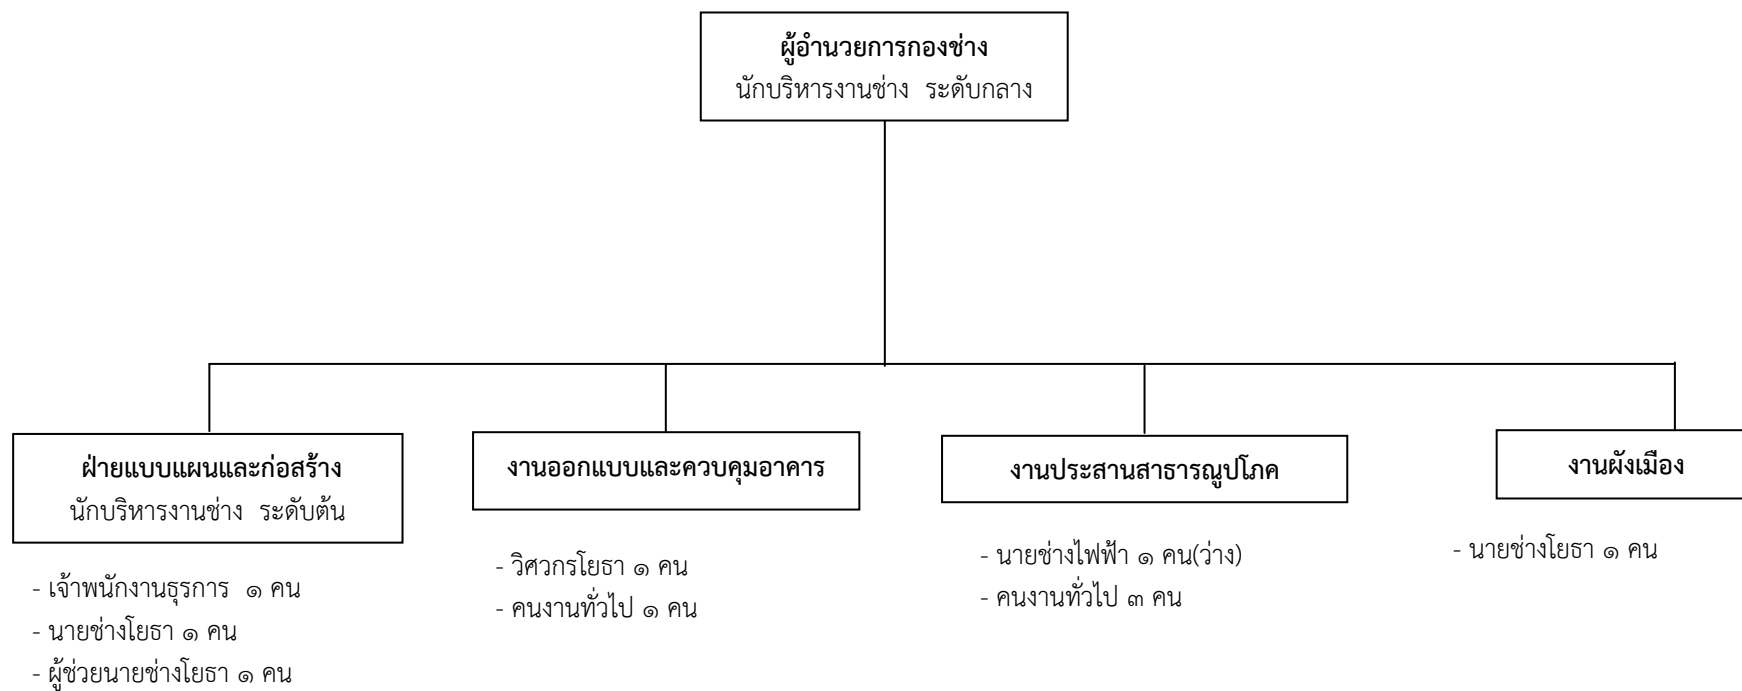 ผู้อำนวยการกองช่าง
นักบริหารงานช่าง  ระดับกลาง
ฝ่ายแบบแผนและก่อสร้าง
นักบริหารงานช่าง  ระดับต้น
- เจ้าพนักงานธุรการ  ๑ คน
- นายช่างโยธา ๑ คน
- ผู้ช่วยนายช่างโยธา ๑ คน
งานออกแบบและควบคุมอาคาร
- วิศวกรโยธา ๑ คน
- คนงานทั่วไป ๑ คน
งานประสานสาธารณูปโภค
- นายช่างไฟฟ้า ๑ คน(ว่าง)
- คนงานทั่วไป ๓ คน
งานผังเมือง
- นายช่างโยธา ๑ คน